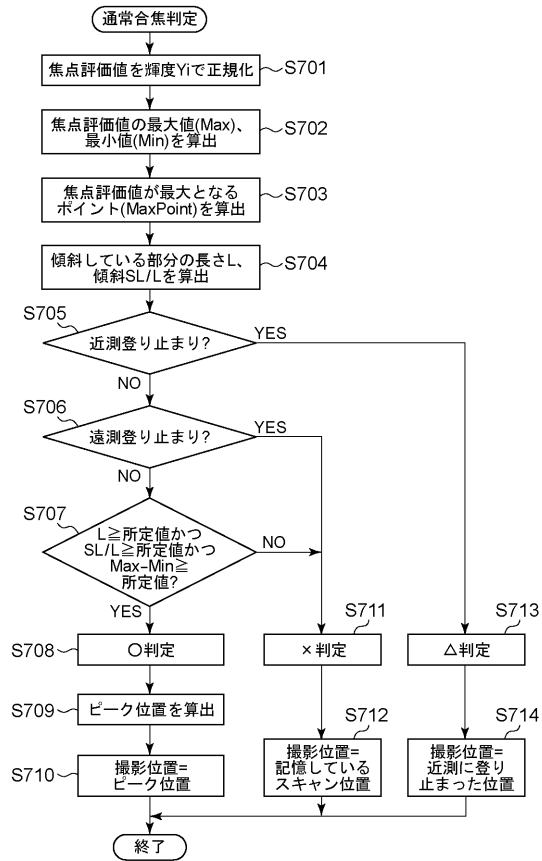 通常合焦判定
焦点評価値を輝度Yiで正規化
S701
焦点評価値の最大値(Max)、
最小値(Min)を算出
S702
焦点評価値が最大となる
ポイント(MaxPoint)を算出
S703
傾斜している部分の長さL、
傾斜SL/Lを算出
S704
S705
近測登り止まり?
YES
NO
S706
遠測登り止まり?
YES
NO
S707
L≧所定値かつ
SL/L≧所定値かつ
Max-Min≧
所定値?
NO
YES
S708
○判定
S711
×判定
S713
△判定
S709
ピーク位置を算出
S710
撮影位置=
ピーク位置
S712
撮影位置=
記憶している
スキャン位置
S714
撮影位置=
近測に登り
止まった位置
終了